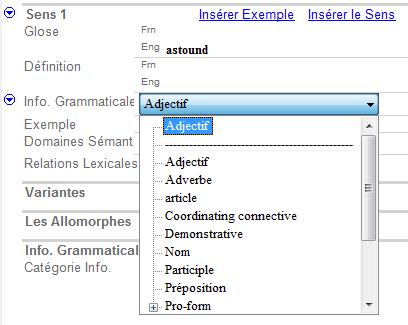 Sens 1 Insérer Exemple Insérer le Sens
Glose Frn
Eng astound
Définition Frn
Eng
Info. Grammaticale Adjectif
Adjectif
Exemple
Domaines Sémant
Adjectif
Relations Lexicales
Adverbe
Variantes
article
Les Allomorphes
Coordinating connective
Demonstrative
Info. Grammatical
Nom
Catégorie Info.
Participle
Préposition
Pro-form